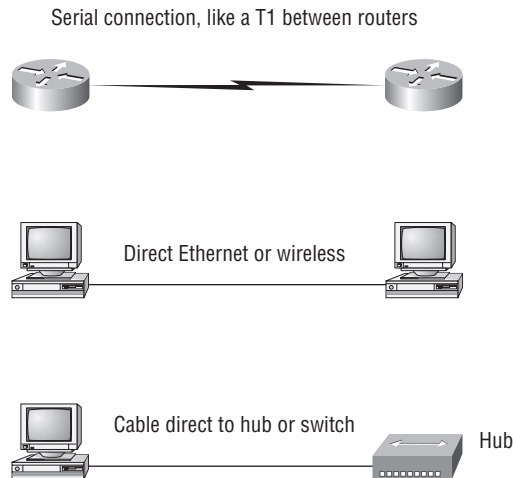 Serial connection, like a T1 between routers
Direct Ethernet or wireless
Cable direct to hub or switch
Hub